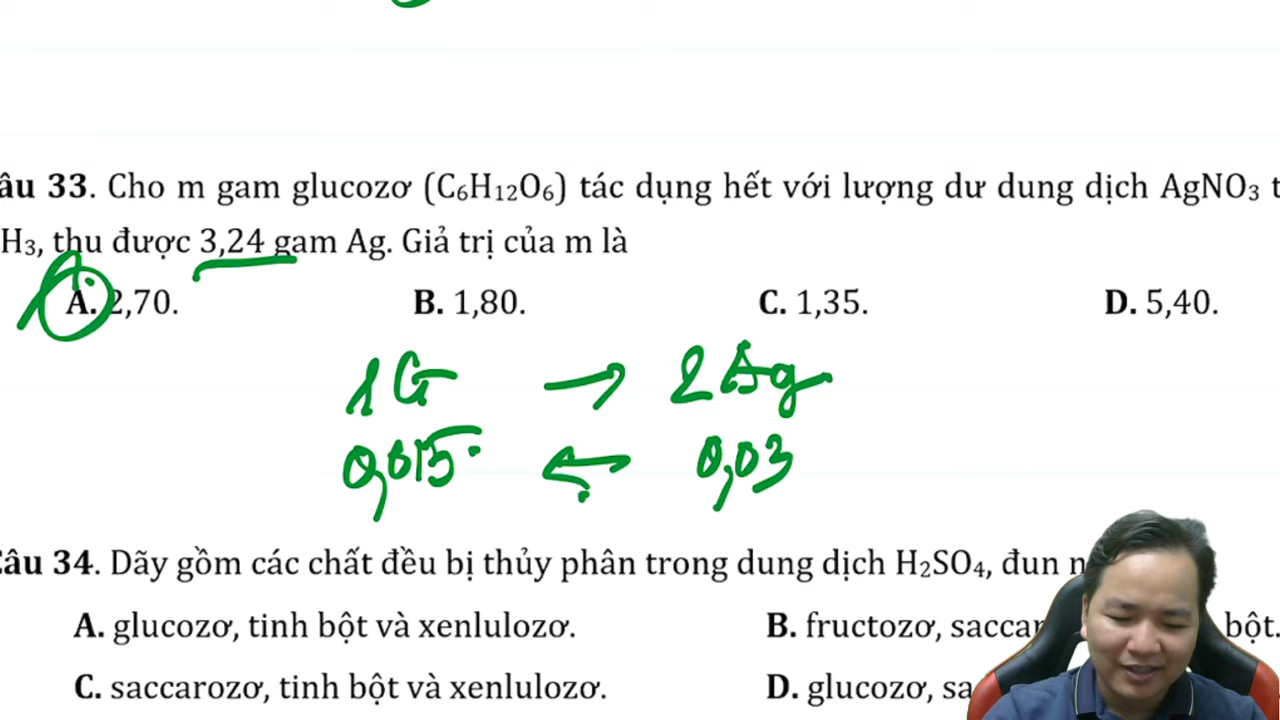 âu 33. Cho m gam glucozơ (C₆H₁₂O₆) tác dụng hết với lượng dư dung dịch AgNO₃ t
H₃, thu được 3,24 gam Ag. Giá trị của m là
A. 2,70. B. 1,80. C. 1,35. D. 5,40.
1G → 2Ag
0,015 ← 0,03
Câu 34. Dãy gồm các chất đều bị thủy phân trong dung dịch H₂SO₄, đun n
A. glucozơ, tinh bột và xenlulozơ. B. fructozơ, saccar bột.
C. saccarozơ, tinh bột và xenlulozơ. D. glucozơ, sa